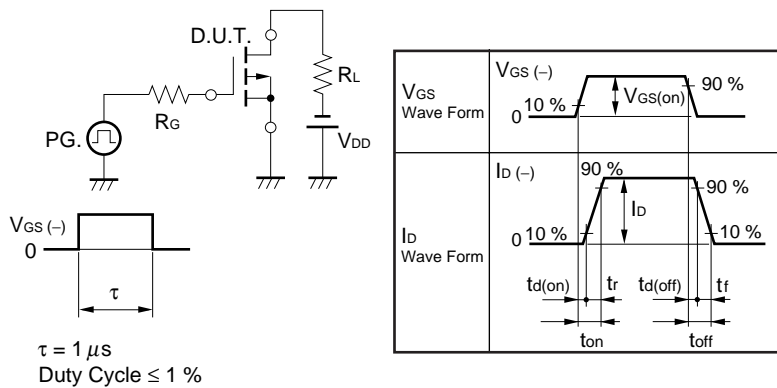 D.U.T.
RL
RG
PG.
VDD
VGS (−)
0
τ
τ = 1 μs
Duty Cycle ≤ 1 %
VGS
Wave Form
VGS (−)
10 %
0
VGS(on)
90 %
ID
Wave Form
ID (−)
90 %
90 %
ID
0 10 %
10 %
td(on) tr td(off) tf
ton toff